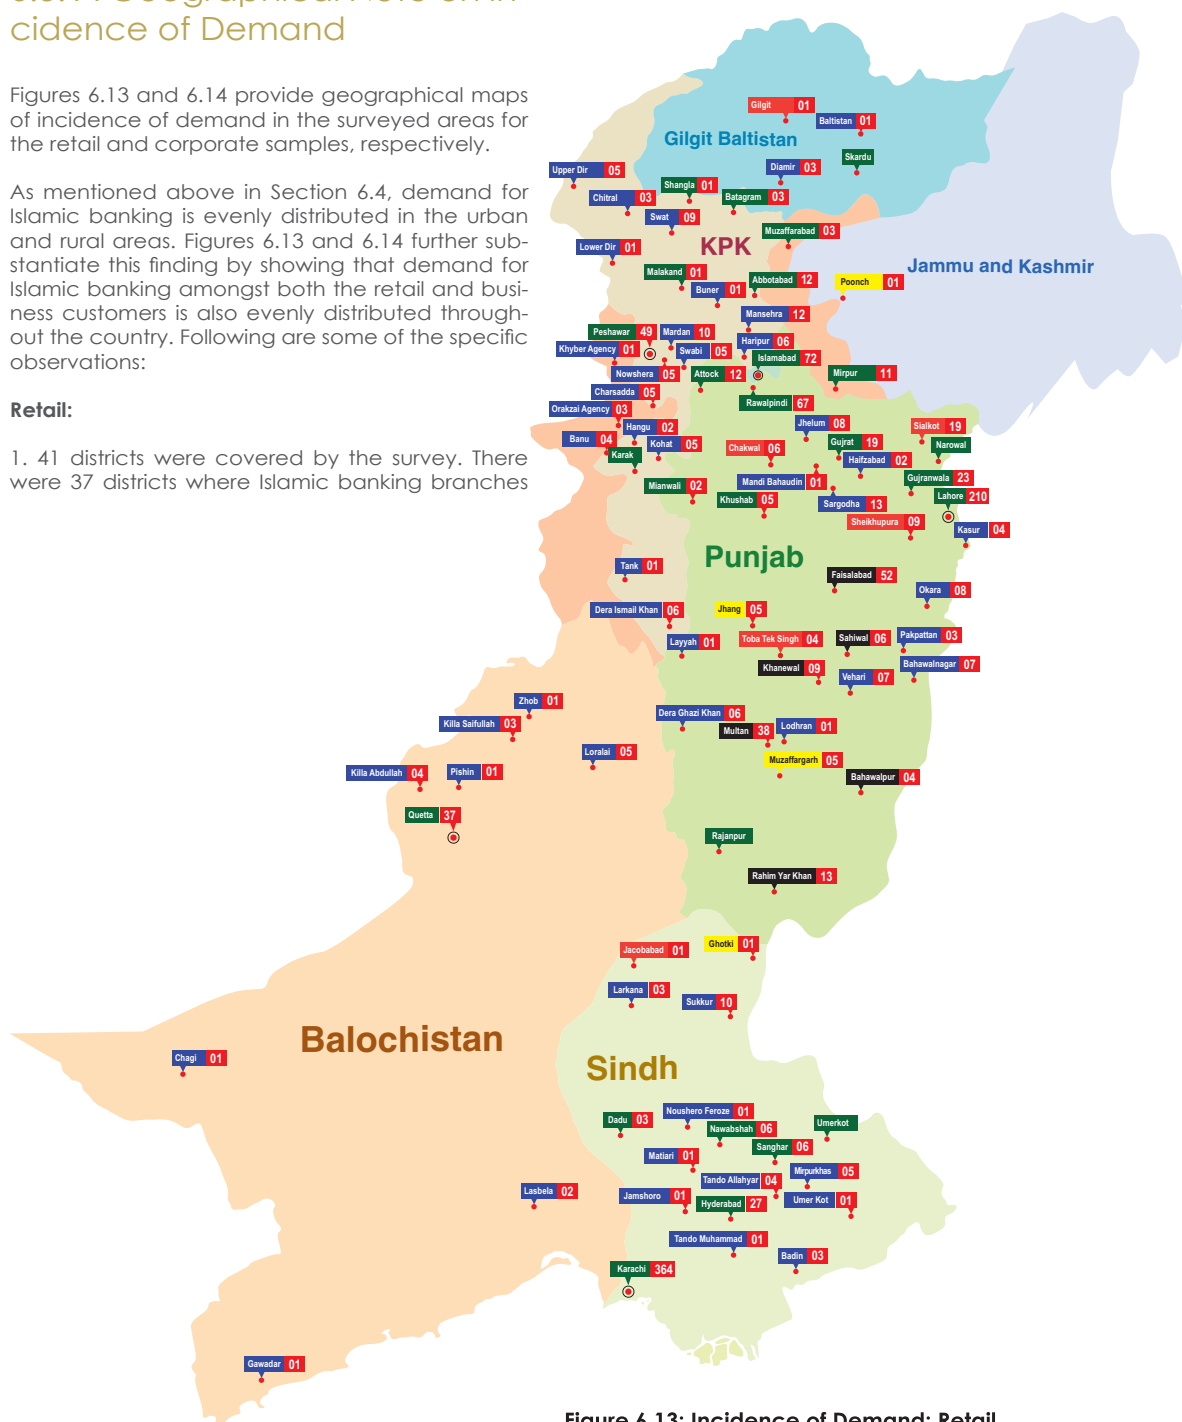 cidence of Demand
Figures 6.13 and 6.14 provide geographical maps
of incidence of demand in the surveyed areas for
the retail and corporate samples, respectively.
As mentioned above in Section 6.4, demand for
Islamic banking is evenly distributed in the urban
and rural areas. Figures 6.13 and 6.14 further sub-
stantiate this finding by showing that demand for
Islamic banking amongst both the retail and busi-
ness customers is also evenly distributed through-
out the country. Following are some of the specific
observations:
Retail:
1. 41 districts were covered by the survey. There
were 37 districts where Islamic banking branches
Gilgit 01
Baltistan 01
Gilgit Baltistan
Skardu
Diamir 03
Upper Dir 05
Shangla 01
Chitral 03
Batagram 03
Swat 09
Muzaffarabad 03
Lower Dir 01
KPK
Jammu and Kashmir
Malakand 01
Abbotabad 12
Poonch 01
Buner 01
Mansehra 12
Peshawar 49
Mardan 10
Haripur 06
Khyber Agency 01
Swabi 05
Islamabad 72
Nowshera 05
Attock 12
Mirpur 11
Charsadda 05
Rawalpindi 67
Orakzai Agency 03
Jhelum 08
Hangu 02
Sialkot 19
Banu 04
Kohat 05
Gujrat 19
Narowal
Karak
Chakwal 06
Haifzabad 02
Mianwali 02
Mandi Bahaudin 01
Gujranwala 23
Khushab 05
Sargodha 13
Lahore 210
Sheikhupura 09
Kasur 04
Punjab
Tank 01
Faisalabad 52
Okara 08
Dera Ismail Khan 06
Jhang 05
Layyah 01
Toba Tek Singh 04
Sahiwal 06
Pakpattan 03
Khanewal 09
Bahawalnagar 07
Vehari 07
Zhob 01
Dera Ghazi Khan 06
Killa Saifullah 03
Multan 38
Lodhran 01
Loralai 05
Muzaffargarh 05
Killa Abdullah 04
Pishin 01
Bahawalpur 04
Quetta 37
Rajanpur
Rahim Yar Khan 13
Jacobabad 01
Ghotki 01
Larkana 03
Sukkur 10
Balochistan
Chagi 01
Sindh
Noushero Feroze 01
Dadu 03
Nawabshah 06
Umerkot
Sanghar 06
Matiari 01
Mirpurkhas 05
Tando Allahyar 04
Lasbela 02
Jamshoro 01
Hyderabad 27
Umer Kot 01
Tando Muhammad 01
Badin 03
Karachi 364
Gawadar 01
Figure 6.13: Incidence of Demand: Retail